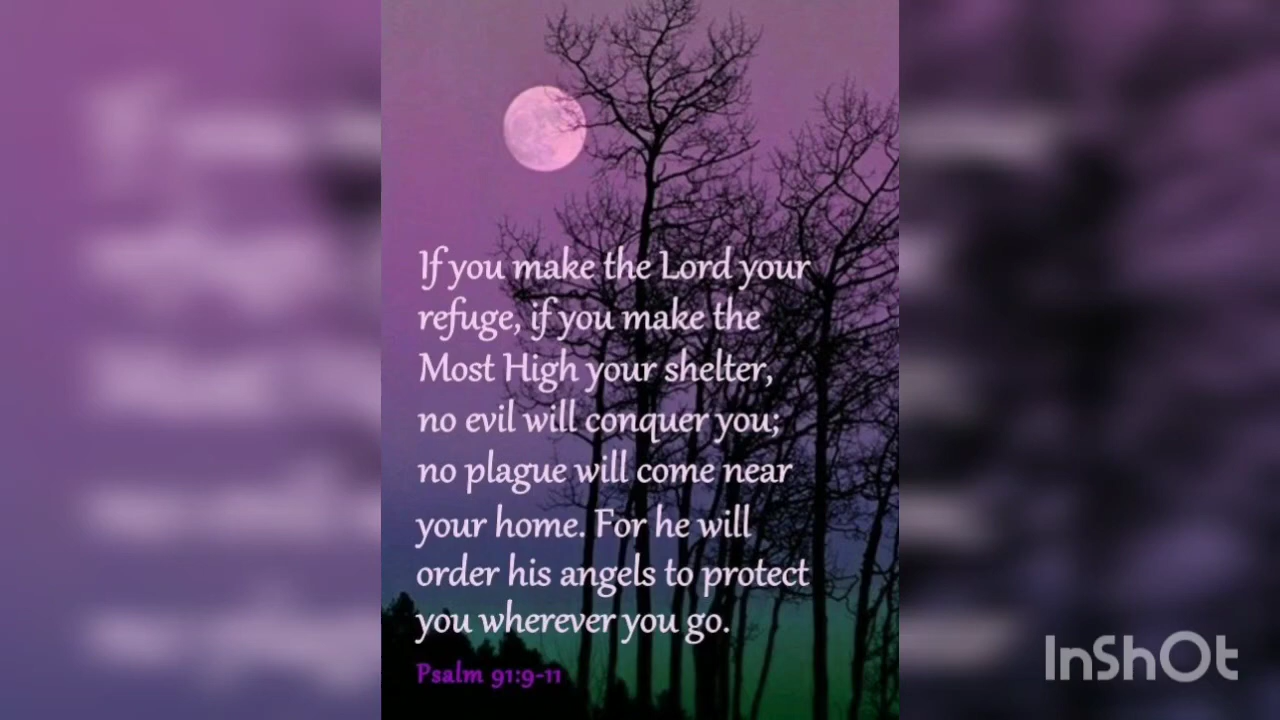 If you make the Lord your
refuge, if you make the
Most High your shelter,
no evil will conquer you;
no plague will come near
your home. For he will
order his angels to protect
you wherever you go.
Psalm 91:9-11
InShOt